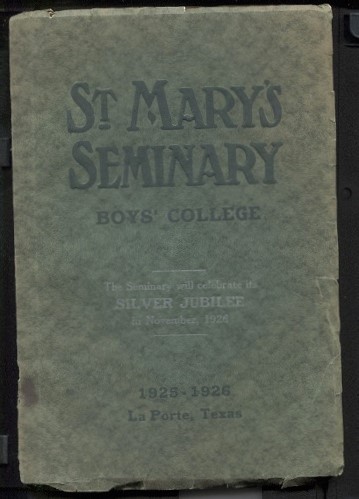 ST MARY'S
SEMINARY
BOYS' COLLEGE
The Seminary will celebrate its
SILVER JUBILEE
in November, 1926
1925-1926
La Porte, Texas